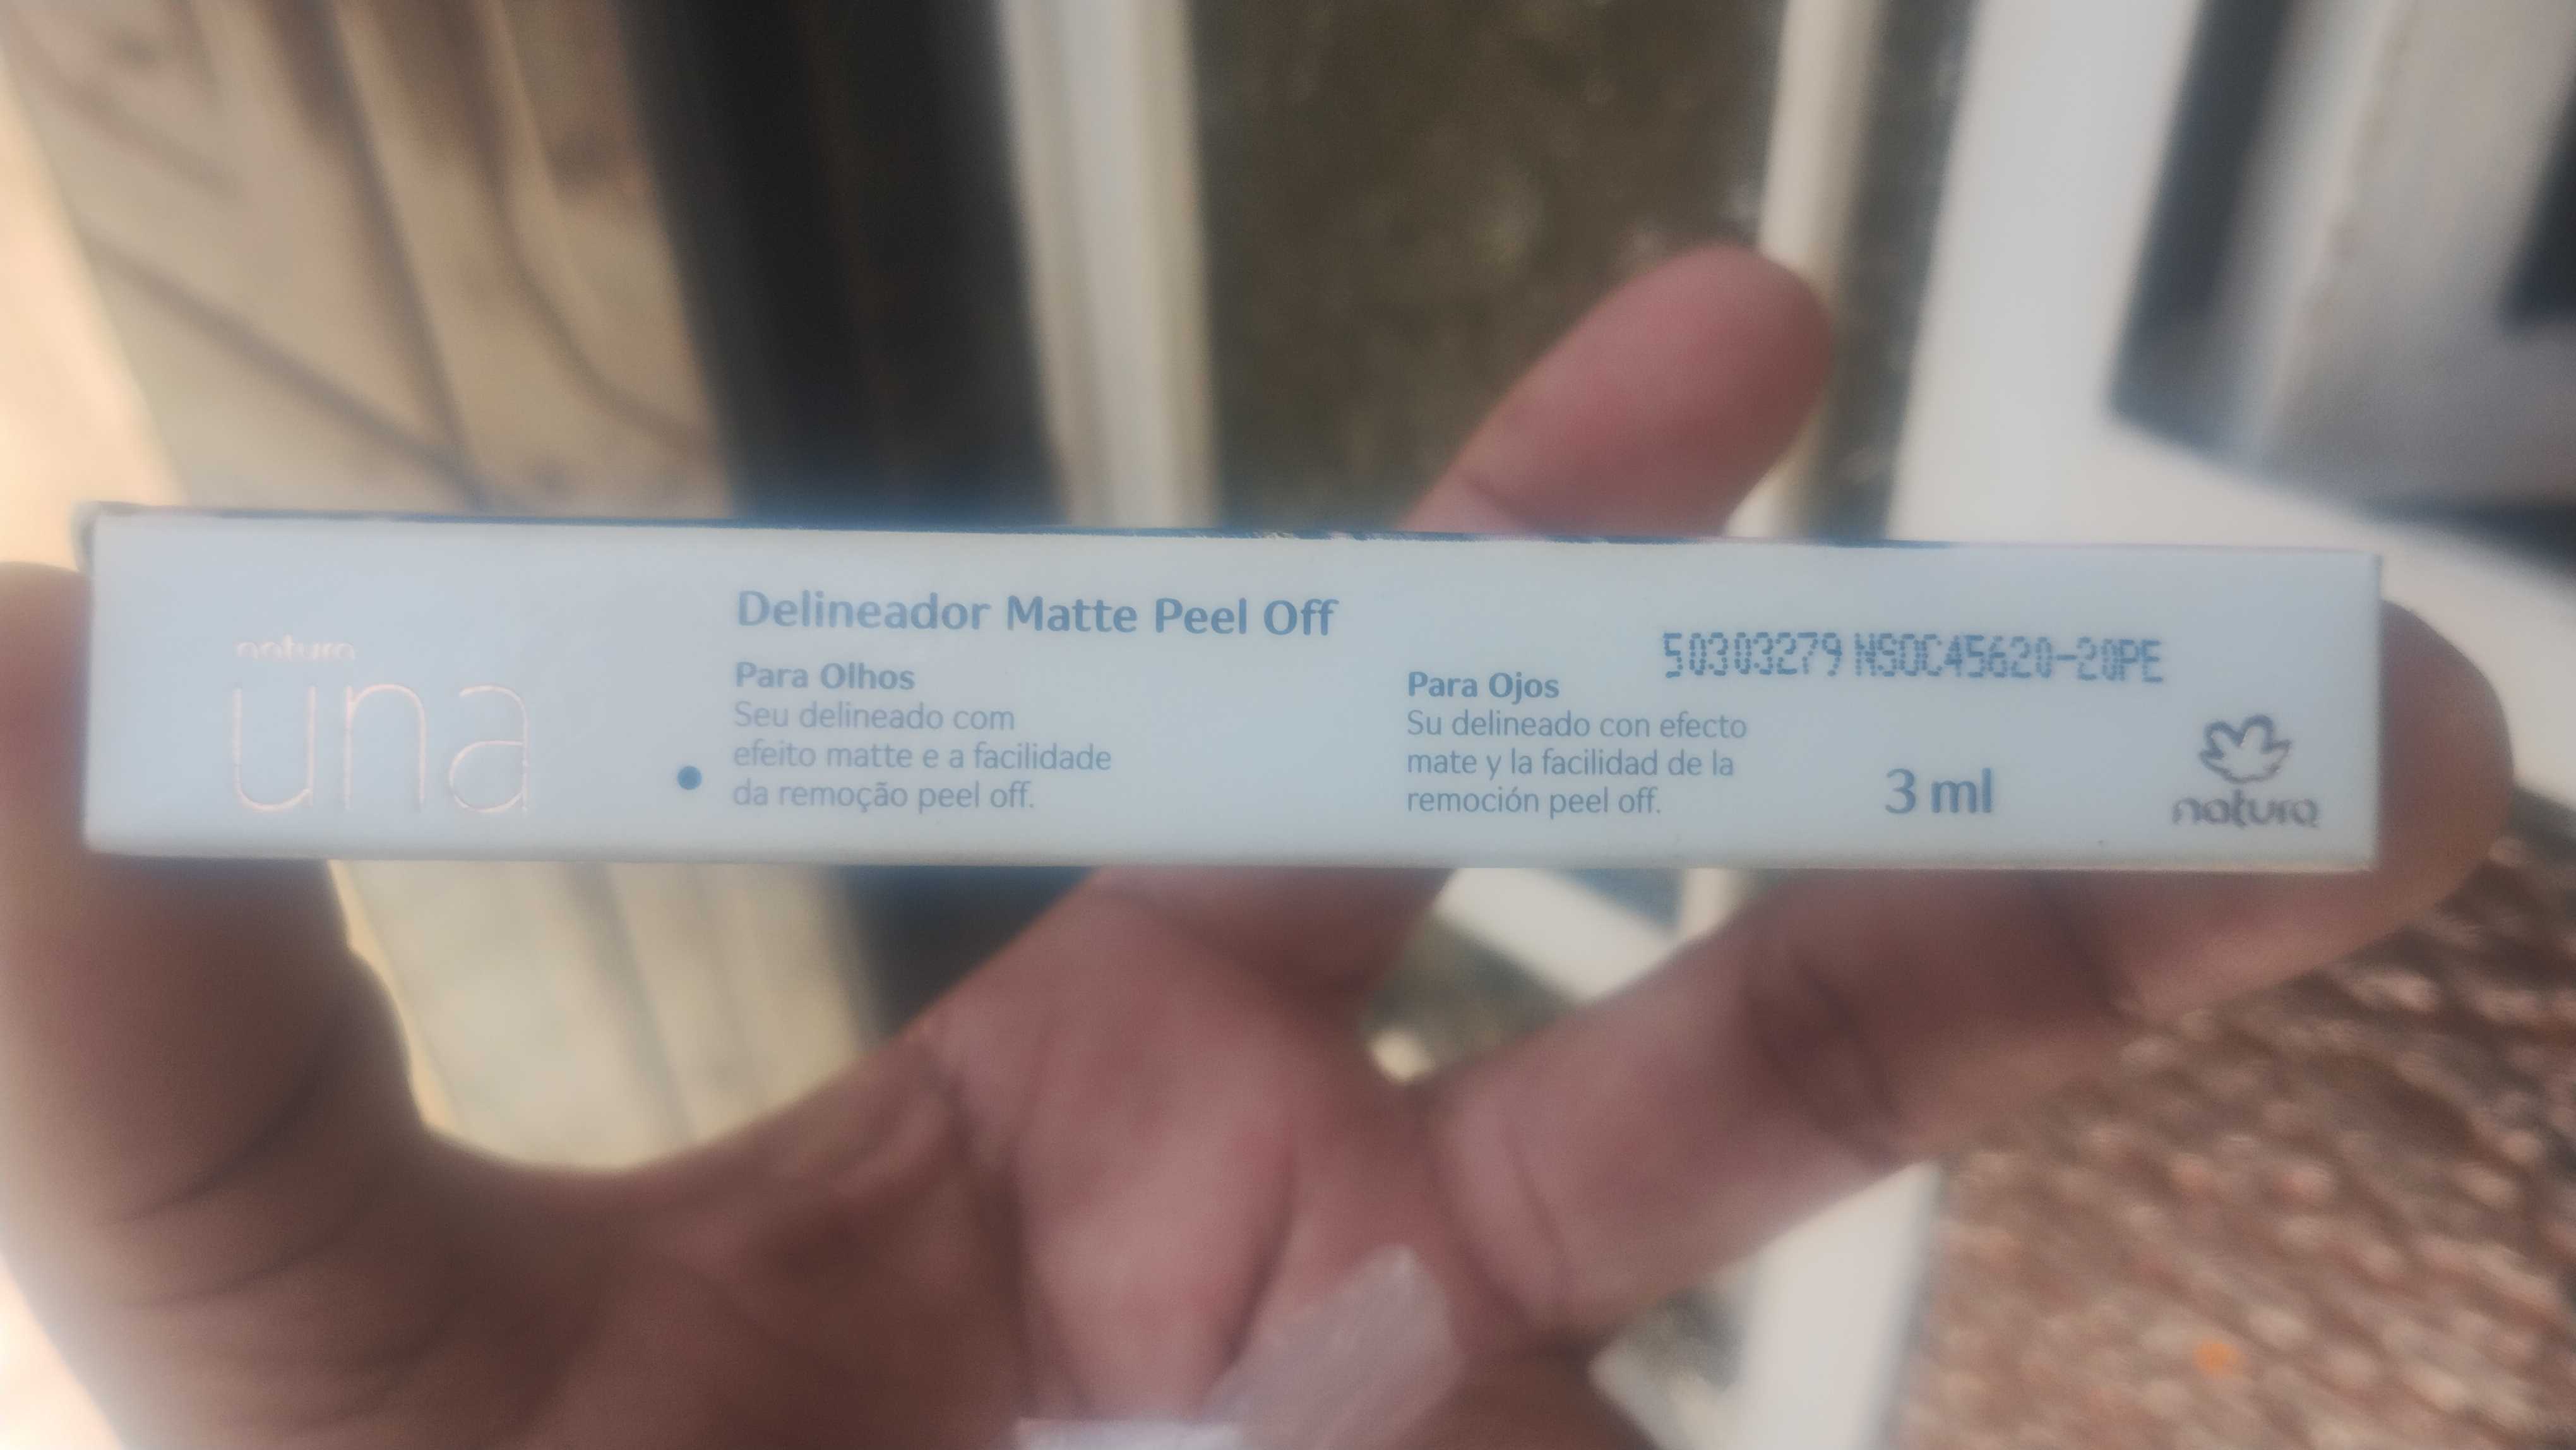 natura
una
Delineador Matte Peel Off
Para Olhos
Seu delineado com
efeito matte e a facilidade
da remoção peel off.
Para Ojos
Su delineado con efecto
mate y la facilidad de la
remoción peel off.
50303279 NSOC45620-20PE
3 ml
natura